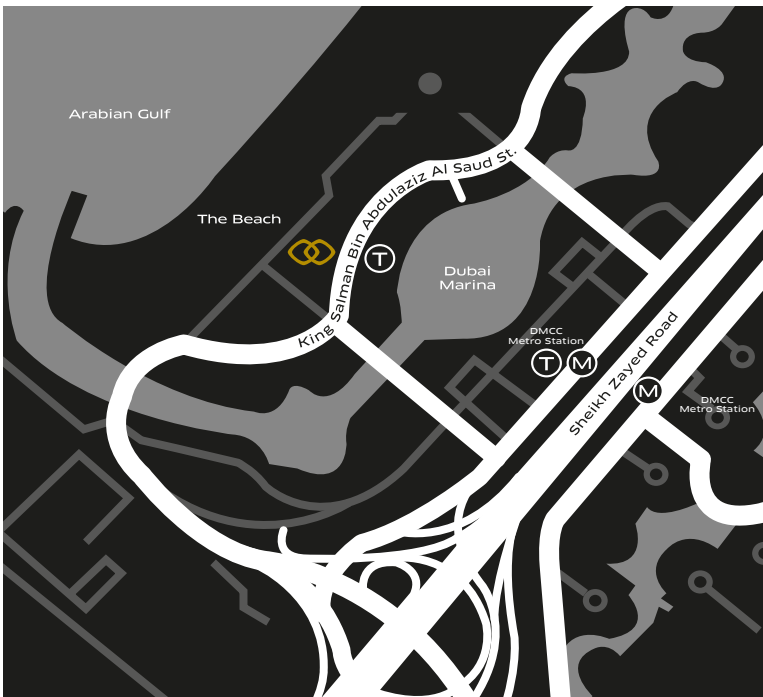 Arabian Gulf
King Salman Bin Abdulaziz Al Saud St.
The Beach
T
Dubai
Marina
DMCC
Metro Station
T M
Sheikh Zayed Road
M
DMCC
Metro Station